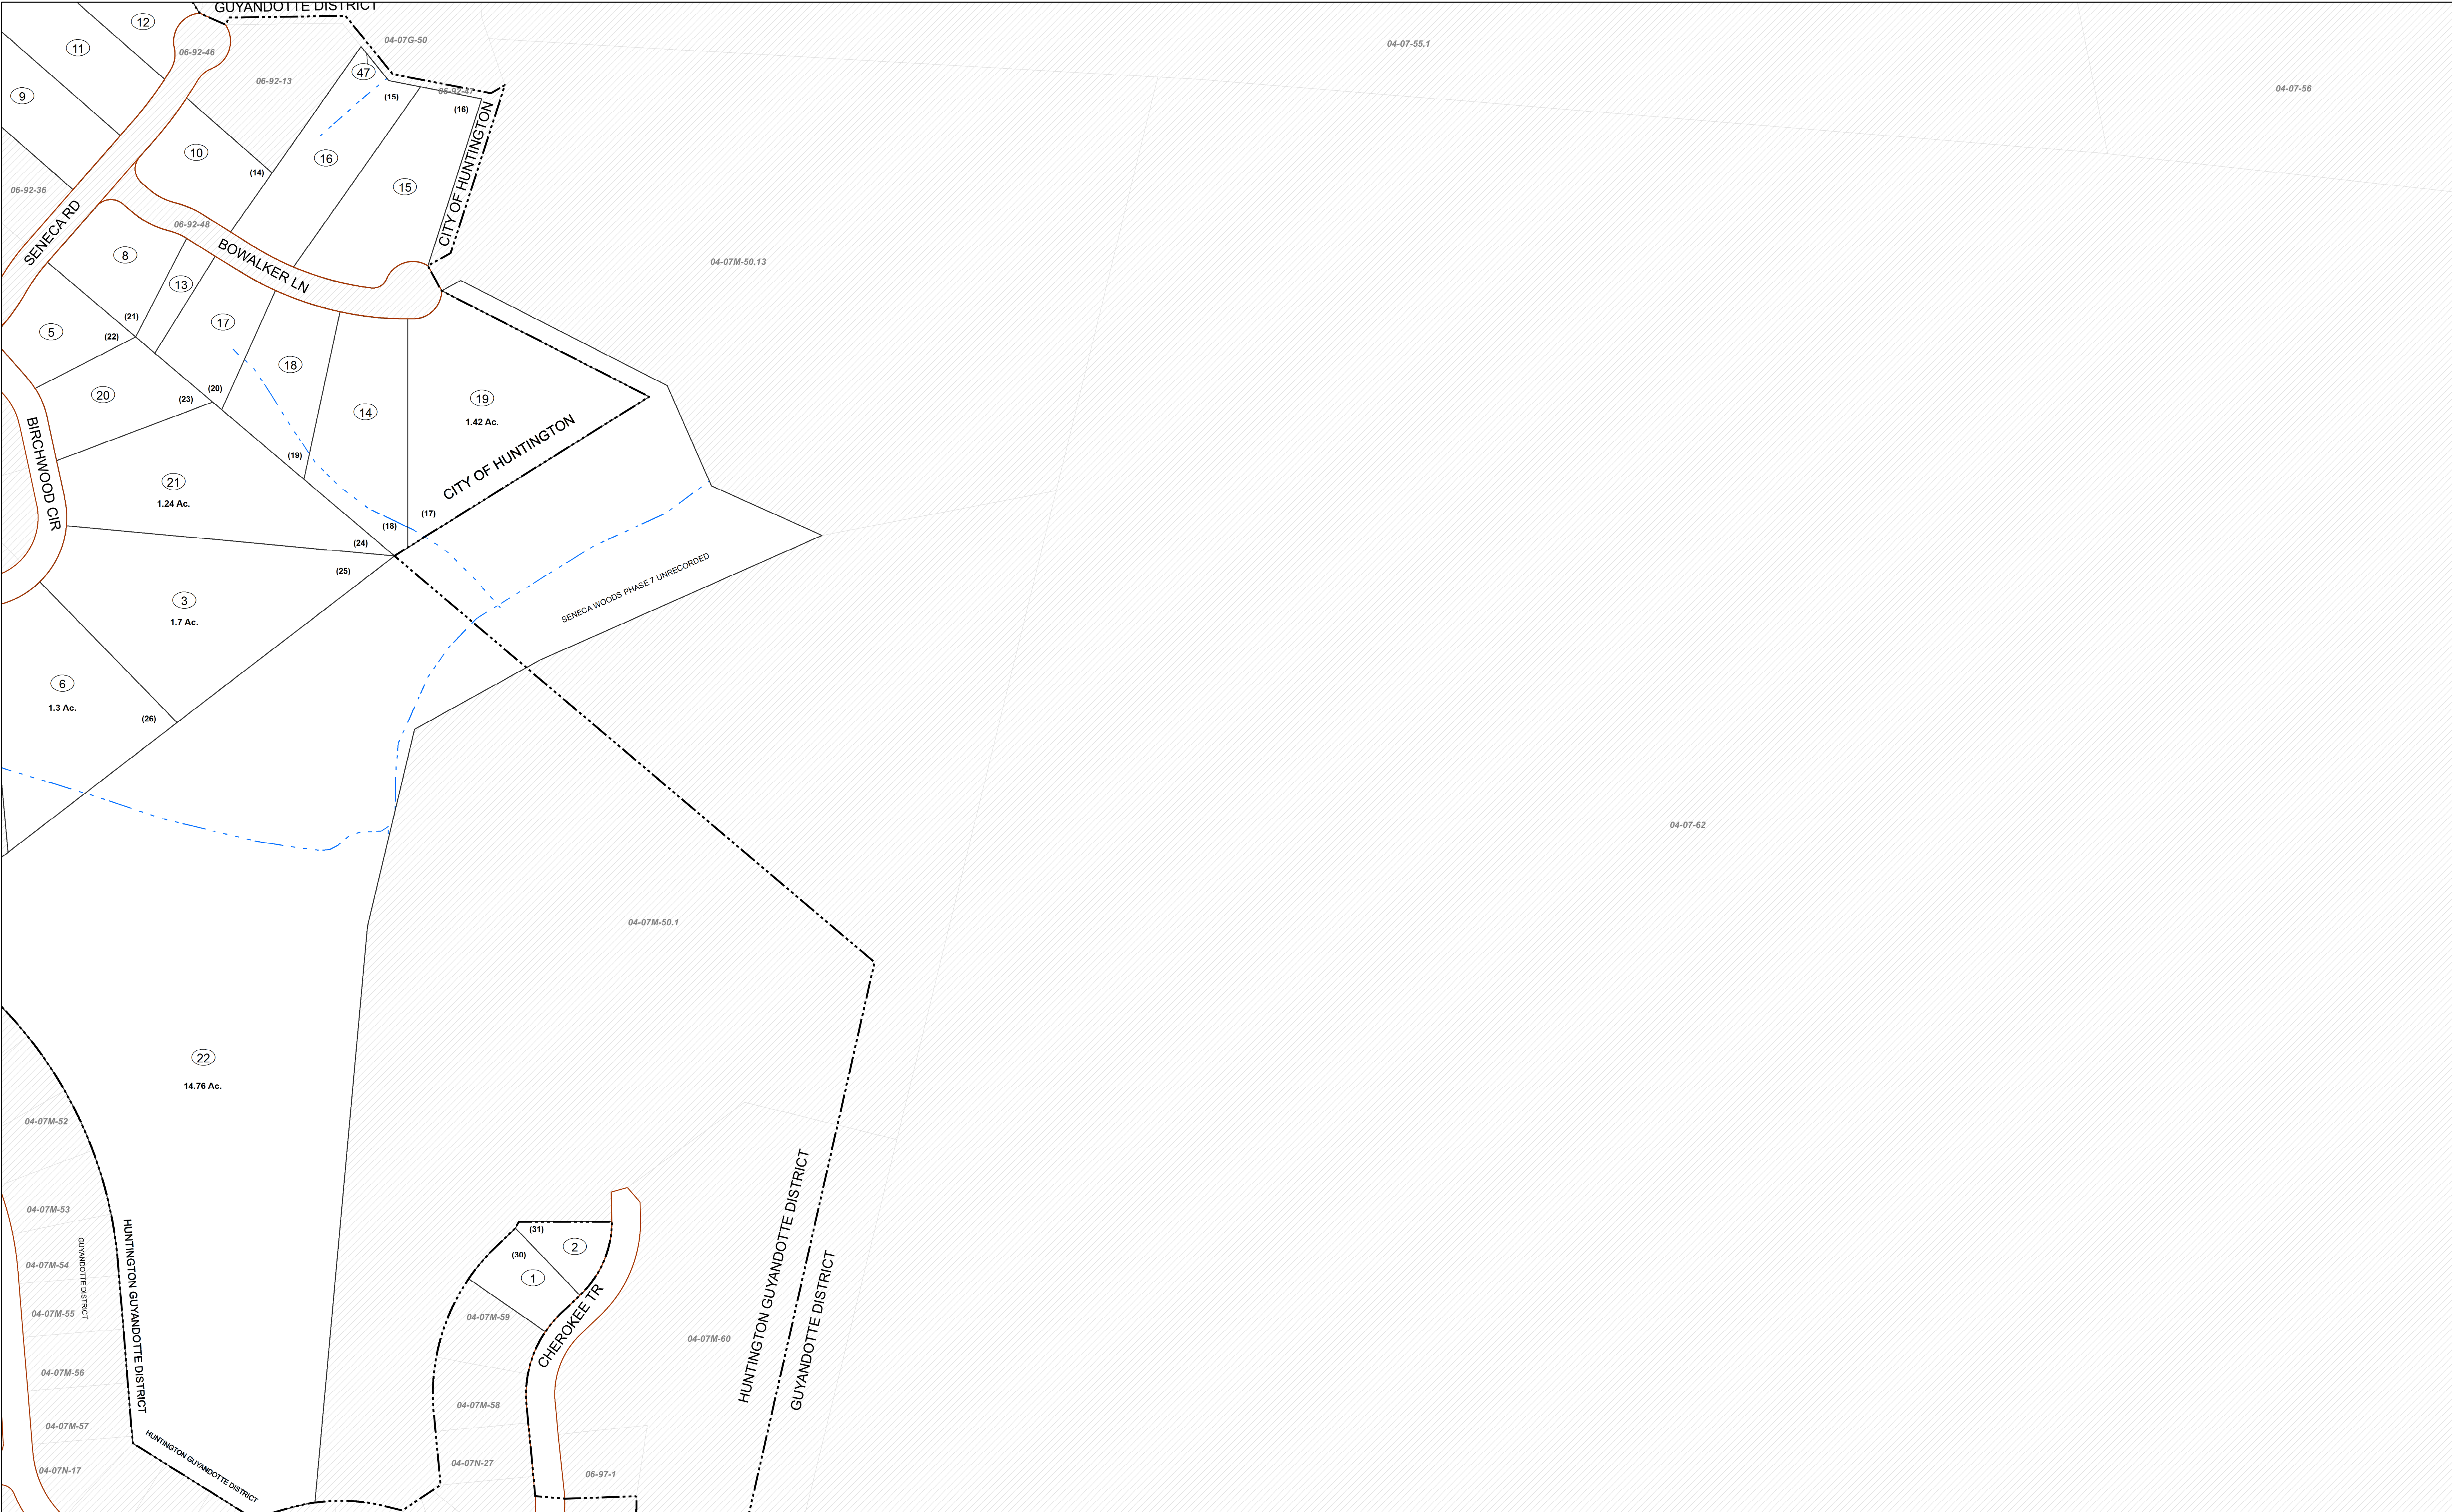 GUYANDOTTE DISTRICT
12
11
06-92-46
04-07G-50
04-07-55.1
47
06-92-13
04-07-56
9
(15)
06-92-47
(16)
CITY OF HUNTINGTON
10
16
(14)
15
06-92-36
SENECA RD
06-92-48
BOWALKER LN
8
04-07M-50.13
13
(21)
17
5
(22)
18
20
(20)
(23)
19
14
1.42 Ac.
CITY OF HUNTINGTON
BIRCHWOOD CIR
(19)
21
1.24 Ac.
(17)
(18)
(24)
(25)
SENECA WOODS PHASE 7 UNRECORDED
3
1.7 Ac.
6
1.3 Ac.
(26)
04-07-62
04-07M-50.1
22
14.76 Ac.
04-07M-52
04-07M-53
HUNTINGTON GUYANDOTTE DISTRICT
GUYANDOTTE DISTRICT
04-07M-54
04-07M-55
04-07M-56
04-07M-57
04-07N-17
HUNTINGTON GUYANDOTTE DISTRICT
(31)
2
(30)
1
CHEROKEE TR
04-07M-59
04-07M-60
HUNTINGTON GUYANDOTTE DISTRICT
GUYANDOTTE DISTRICT
04-07M-58
04-07N-27
06-97-1